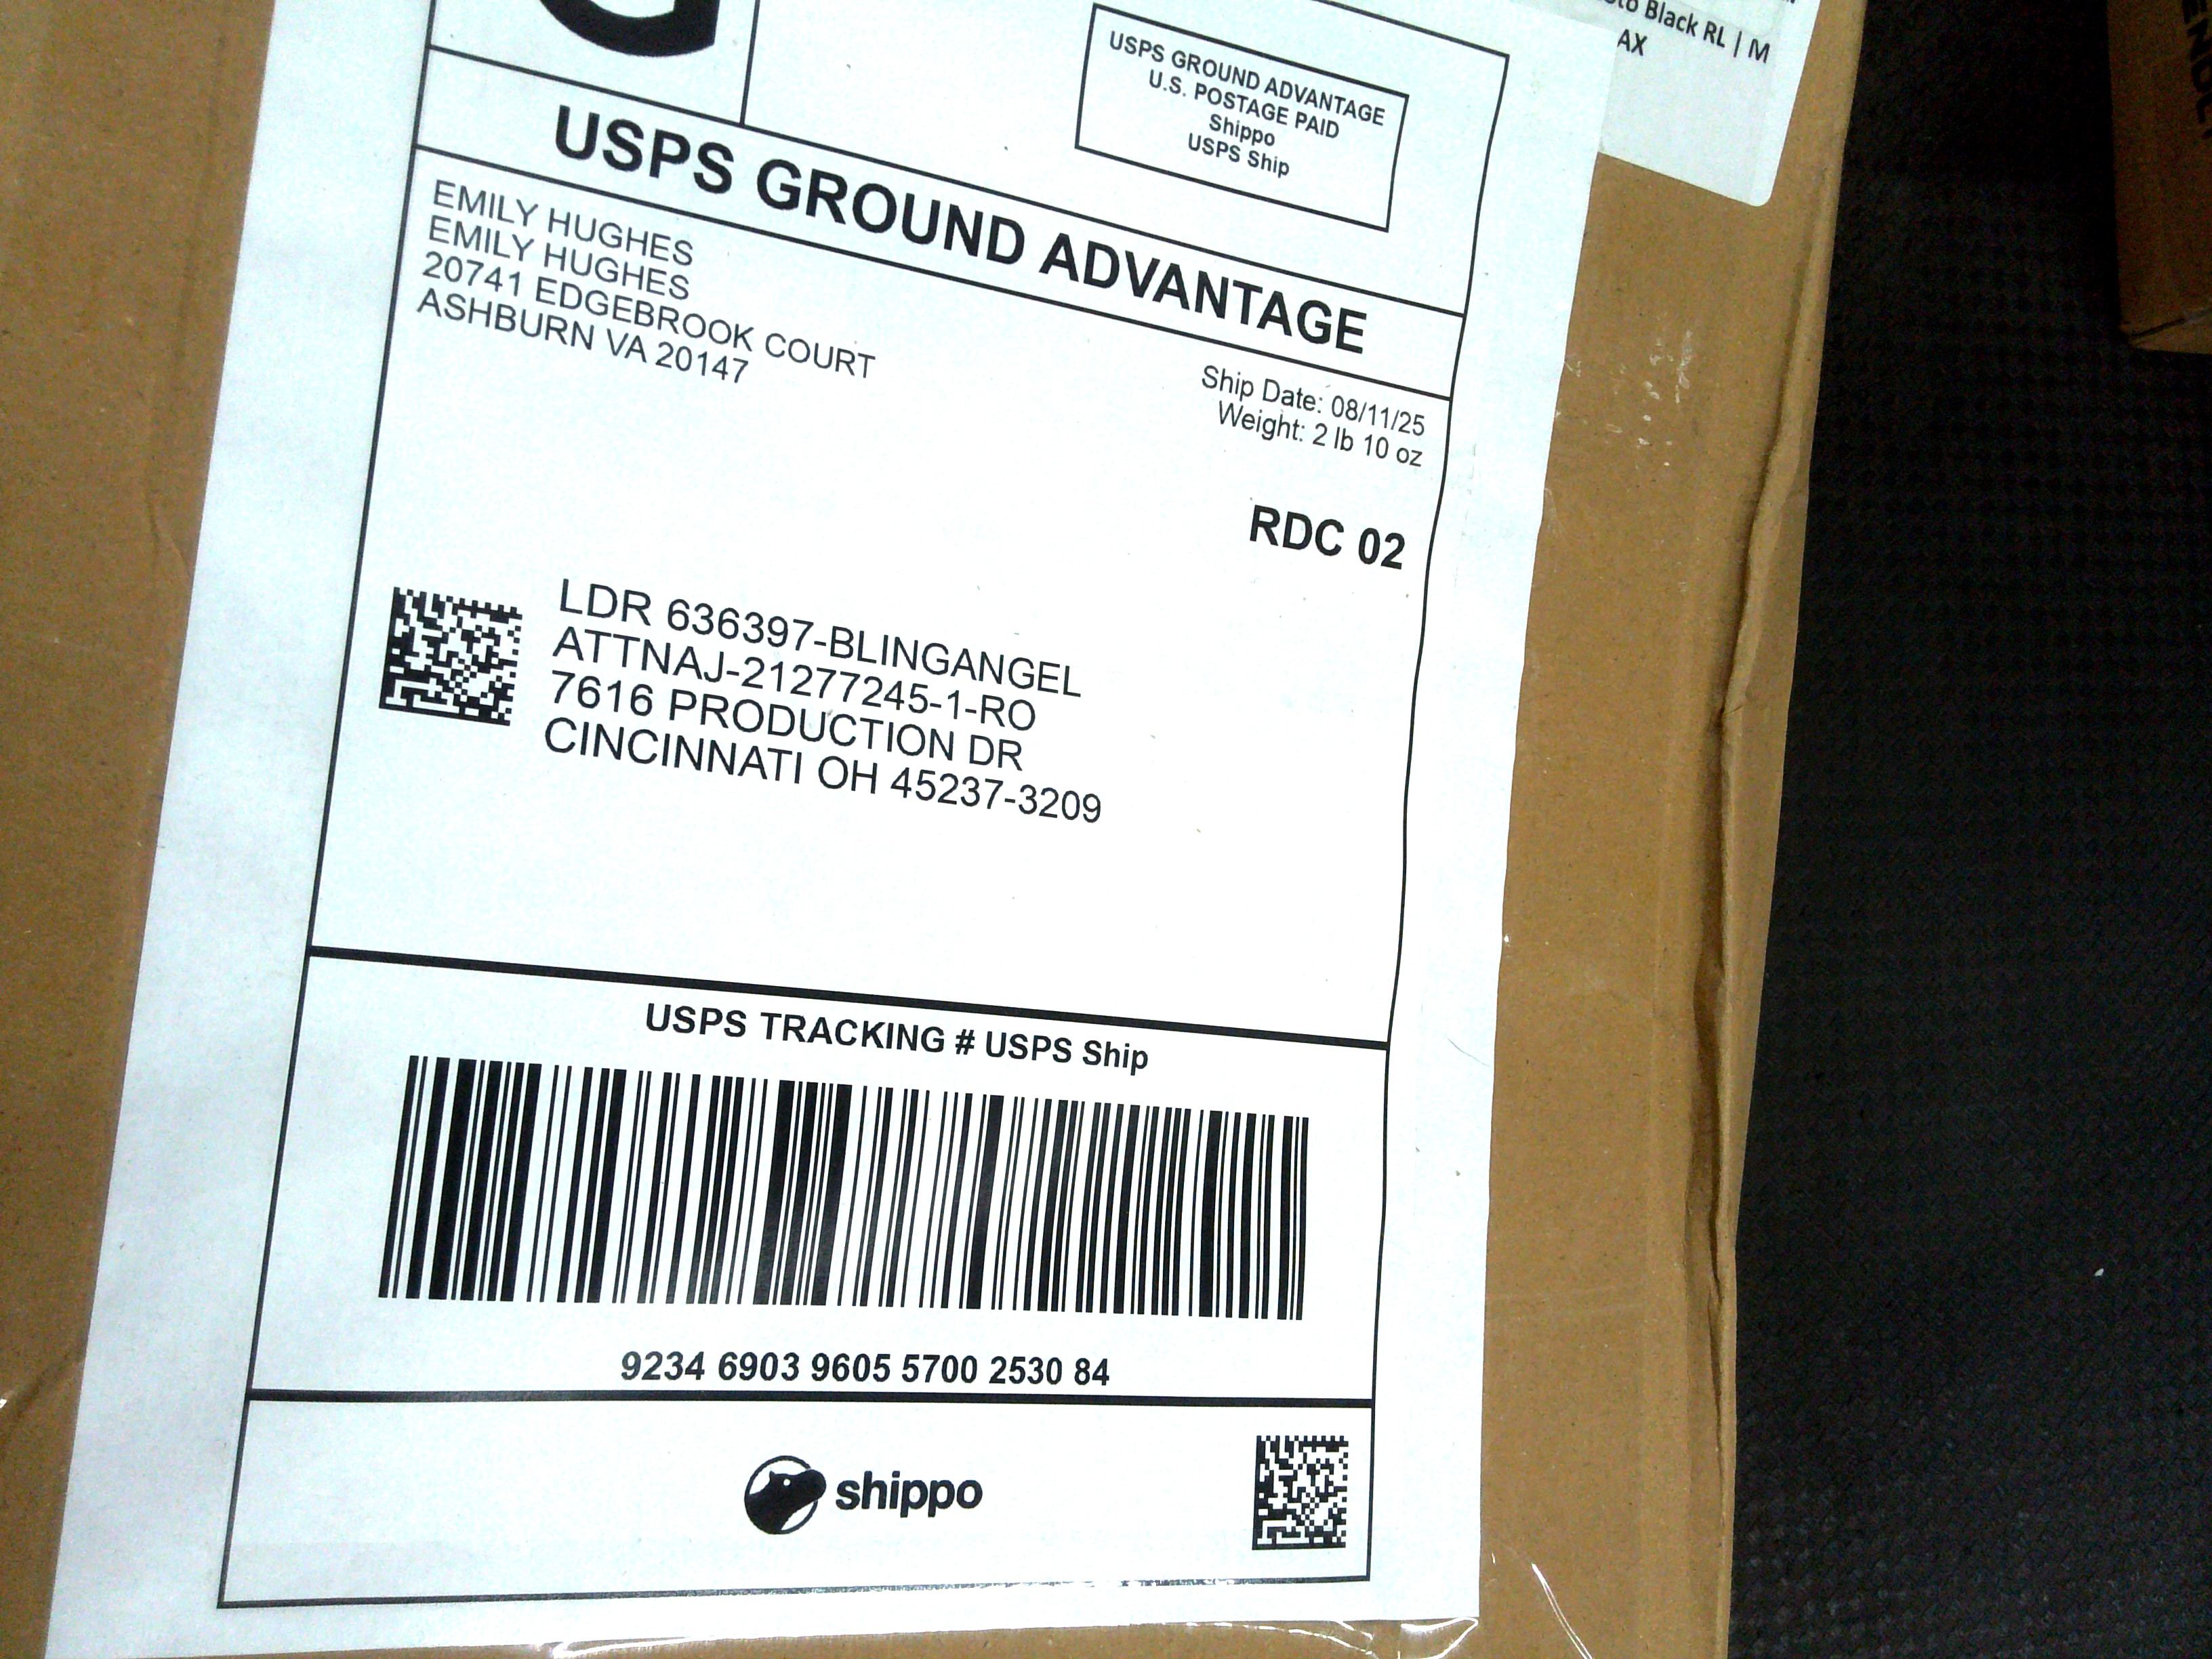 G
USPS GROUND ADVANTAGE
U.S. POSTAGE PAID
Shippo
USPS Ship
Black RL | M
AX
USPS GROUND ADVANTAGE
EMILY HUGHES
EMILY HUGHES
20741 EDGEBROOK COURT
ASHBURN VA 20147
Ship Date: 08/11/25
Weight: 2 lb 10 oz
RDC 02
LDR 636397-BLINGANGEL
ATTNAJ-21277245-1-RO
7616 PRODUCTION DR
CINCINNATI OH 45237-3209
USPS TRACKING # USPS Ship
9234 6903 9605 5700 2530 84
shippo